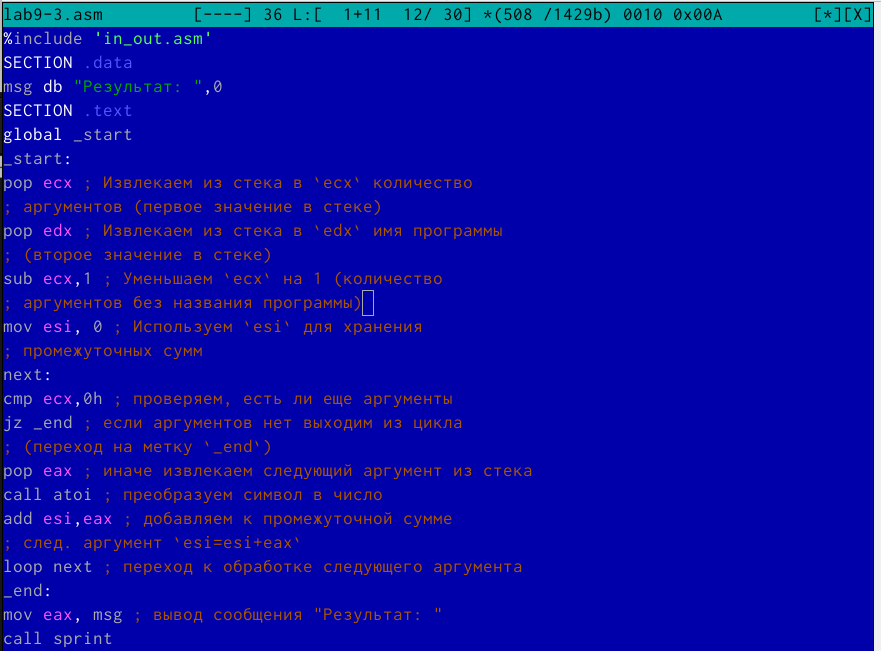 lab9-3.asm [----] 36 L:[ 1+11 12/ 30] *(508 /1429b) 0010 0x00A [*][X]
%include 'in_out.asm'
SECTION .data
msg db "Результат: ",0
SECTION .text
global _start
_start:
pop ecx ; Извлекаем из стека в `ecx` количество
; аргументов (первое значение в стеке)
pop edx ; Извлекаем из стека в `edx` имя программы
; (второе значение в стеке)
sub ecx,1 ; Уменьшаем `ecx` на 1 (количество
; аргументов без названия программы)
mov esi, 0 ; Используем `esi` для хранения
; промежуточных сумм
next:
cmp ecx,0h ; проверяем, есть ли еще аргументы
jz _end ; если аргументов нет выходим из цикла
; (переход на метку `_end`)
pop eax ; иначе извлекаем следующий аргумент из стека
call atoi ; преобразуем символ в число
add esi,eax ; добавляем к промежуточной сумме
; след. аргумент `esi=esi+eax`
loop next ; переход к обработке следующего аргумента
_end:
mov eax, msg ; вывод сообщения "Результат: "
call sprint